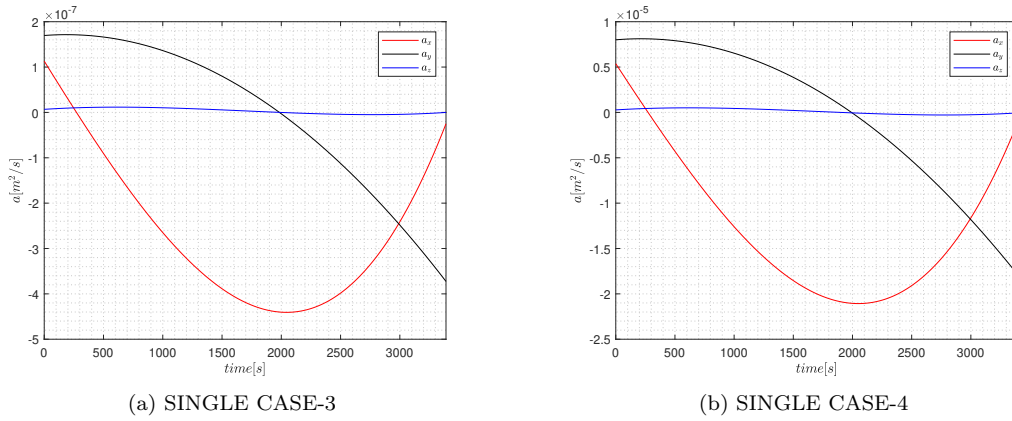 ×10⁻⁷
2
1
0
-1
-2
-3
-4
-5
a[m²/s]
0 500 1000 1500 2000 2500 3000
time[s]
a_x
a_y
a_z
(a) SINGLE CASE-3
×10⁻⁵
1
0.5
0
-0.5
-1
-1.5
-2
-2.5
a[m²/s]
0 500 1000 1500 2000 2500 3000
time[s]
a_x
a_y
a_z
(b) SINGLE CASE-4